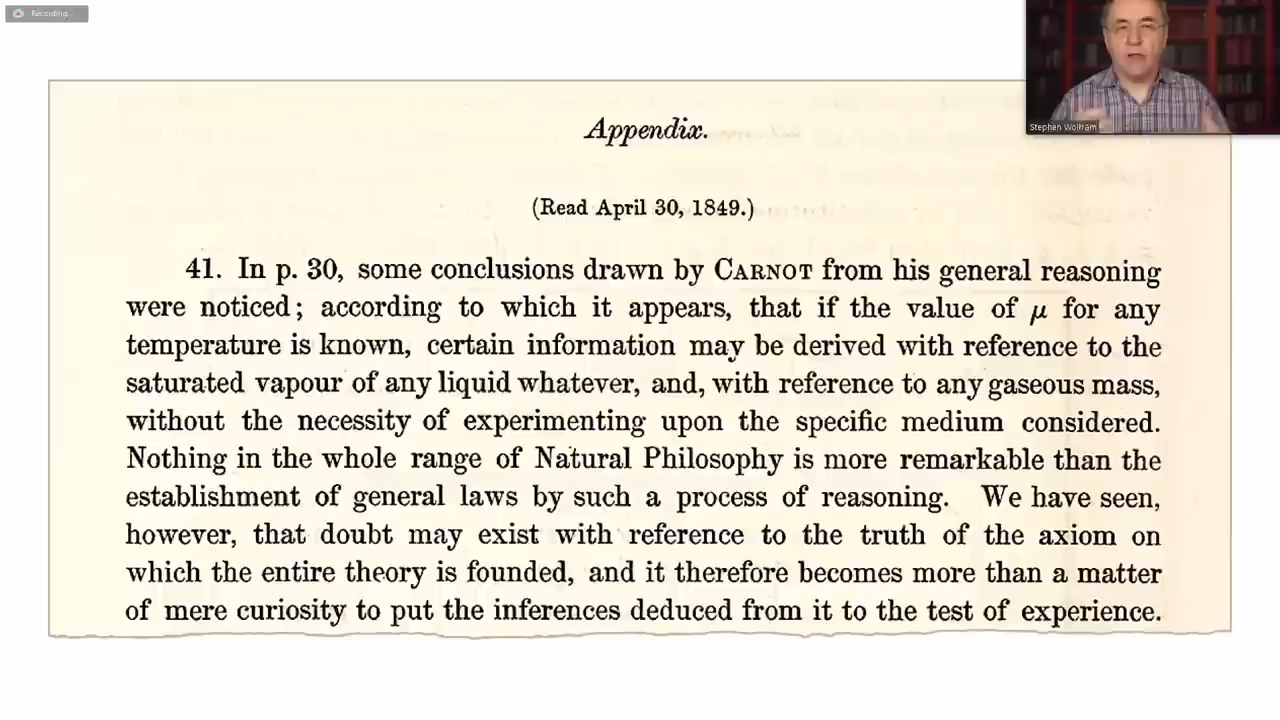 Recording...
Stephen Wolfram
Appendix.
(Read April 30, 1849.)
41. In p. 30, some conclusions drawn by CARNOT from his general reasoning
were noticed; according to which it appears, that if the value of μ for any
temperature is known, certain information may be derived with reference to the
saturated vapour of any liquid whatever, and, with reference to any gaseous mass,
without the necessity of experimenting upon the specific medium considered.
Nothing in the whole range of Natural Philosophy is more remarkable than the
establishment of general laws by such a process of reasoning. We have seen,
however, that doubt may exist with reference to the truth of the axiom on
which the entire theory is founded, and it therefore becomes more than a matter
of mere curiosity to put the inferences deduced from it to the test of experience.